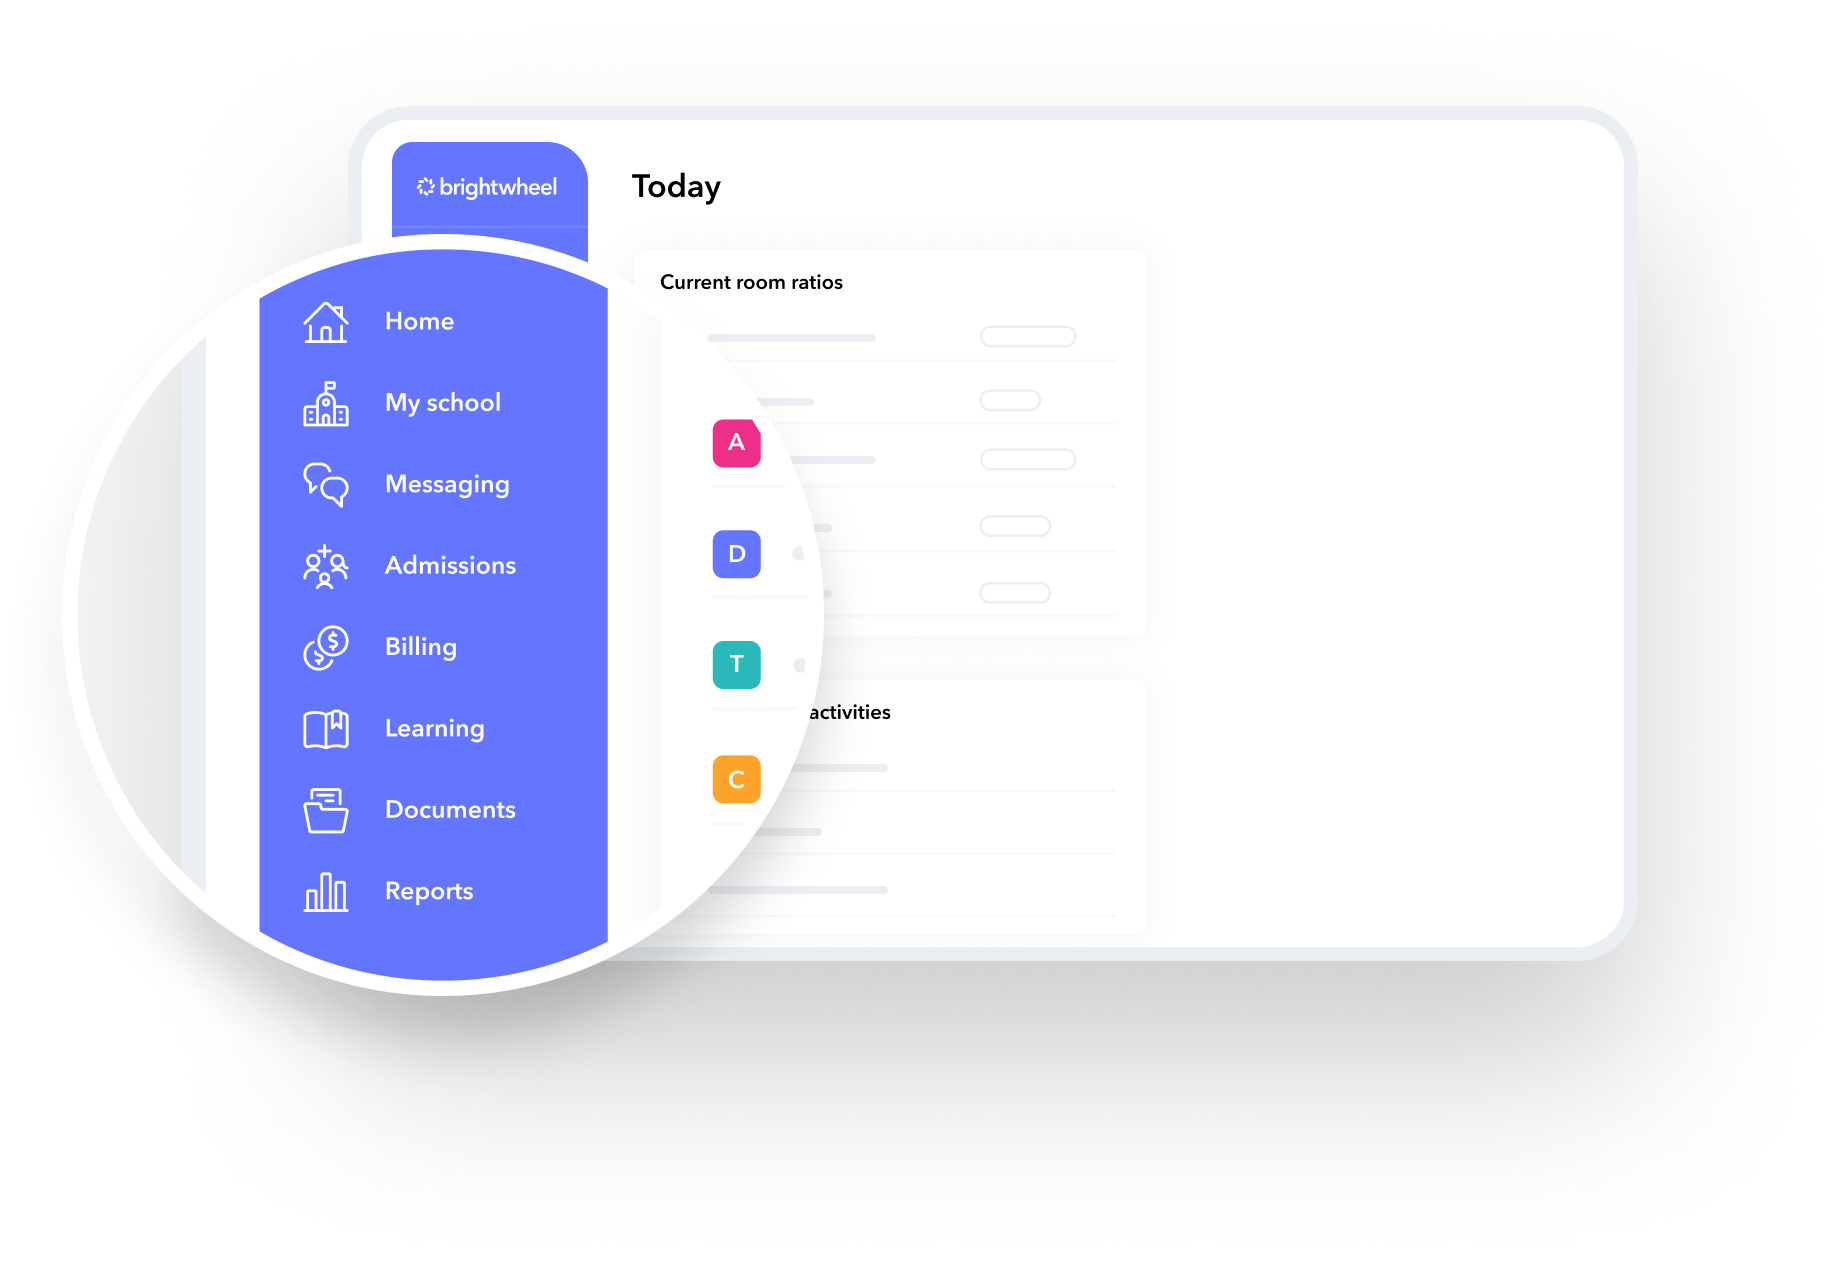 brightwheel
Today
Home
My school
Messaging
Admissions
Billing
Learning
Documents
Reports
Current room ratios
A
D
T
C
activities